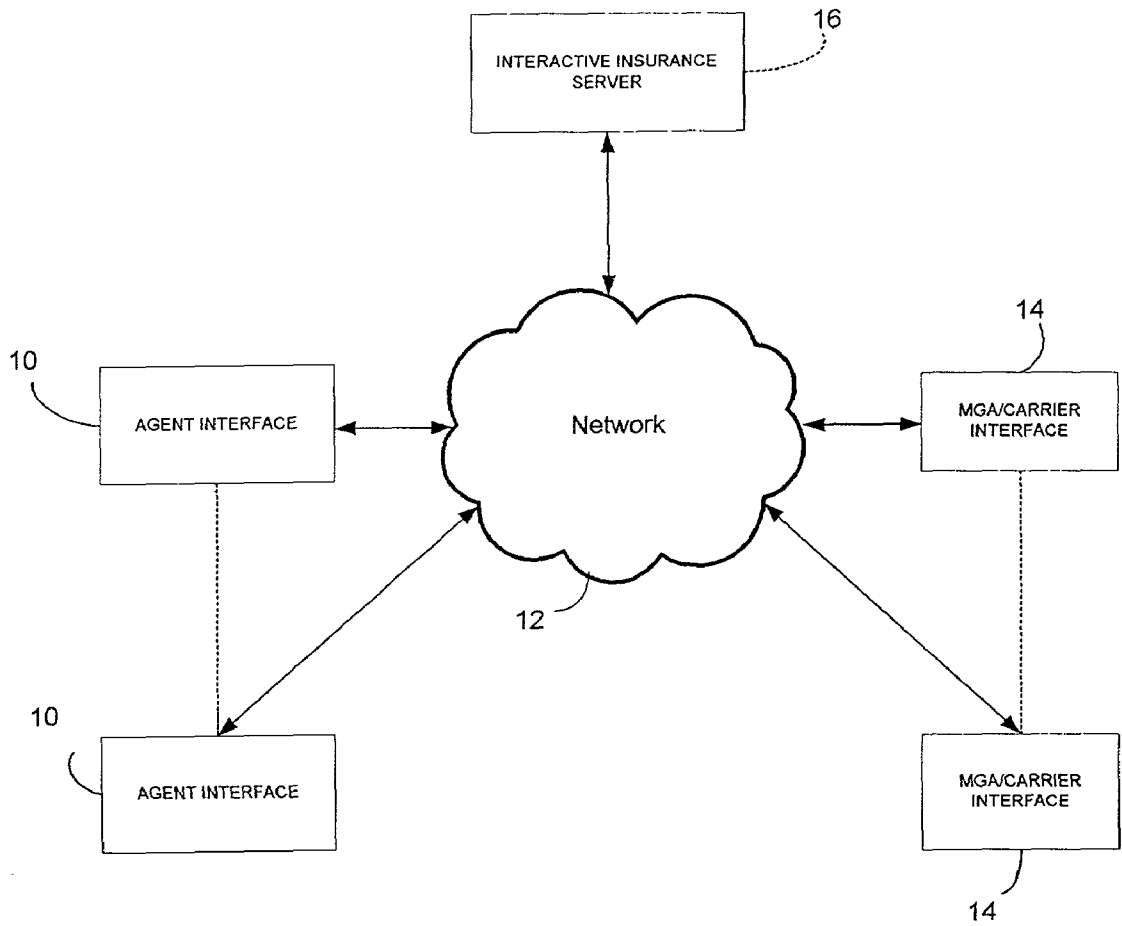 16
INTERACTIVE INSURANCE
SERVER
10
AGENT INTERFACE
Network
14
MGA/CARRIER
INTERFACE
12
10
AGENT INTERFACE
MGA/CARRIER
INTERFACE
14